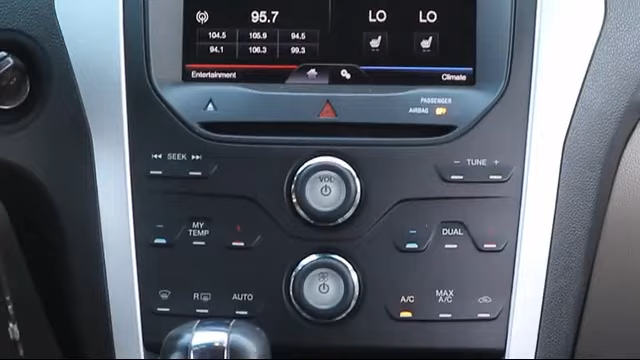 95.7
LO LO
104.5 105.9 94.5
94.1 106.3 99.3
Entertainment
Climate
PASSENGER
AIRBAG
SEEK
VOL
- TUNE +
MY
TEMP
DUAL
R
AUTO
A/C
MAX
A/C